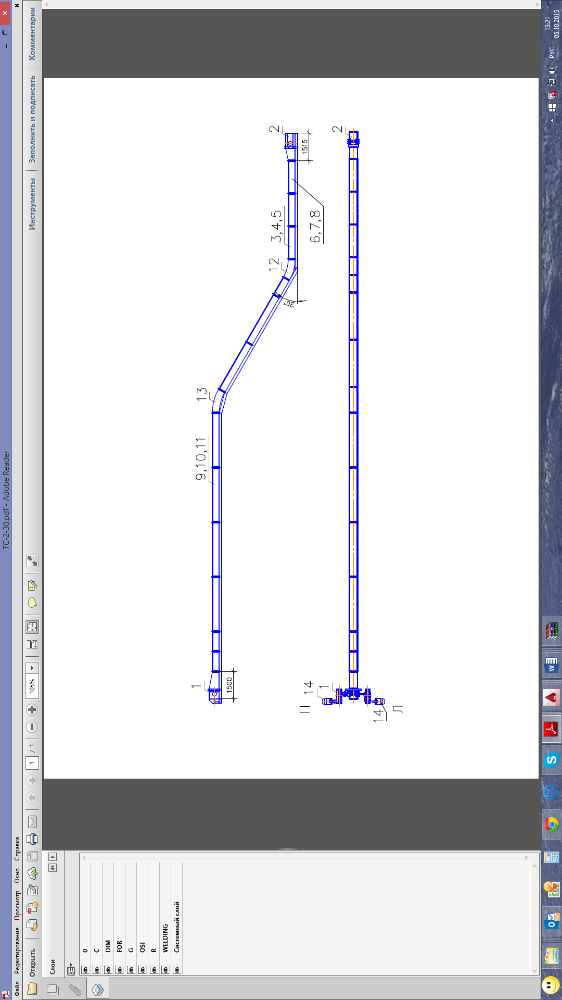 TC-2-30.pdf - Adobe Reader
Файл Редактирование Просмотр Окно Справка
Открыть
1 / 1
105%
Инструменты
Заполнить и подписать
Комментарии
Слои
0
C
DIM
FOR
G
OSI
R
WELDING
Системный слой
1
1500
9,10,11
13
30°
12
3,4,5
6,7,8
2
1515
П
14
1
14
Л
2
РУС
13:21
05.10.2015